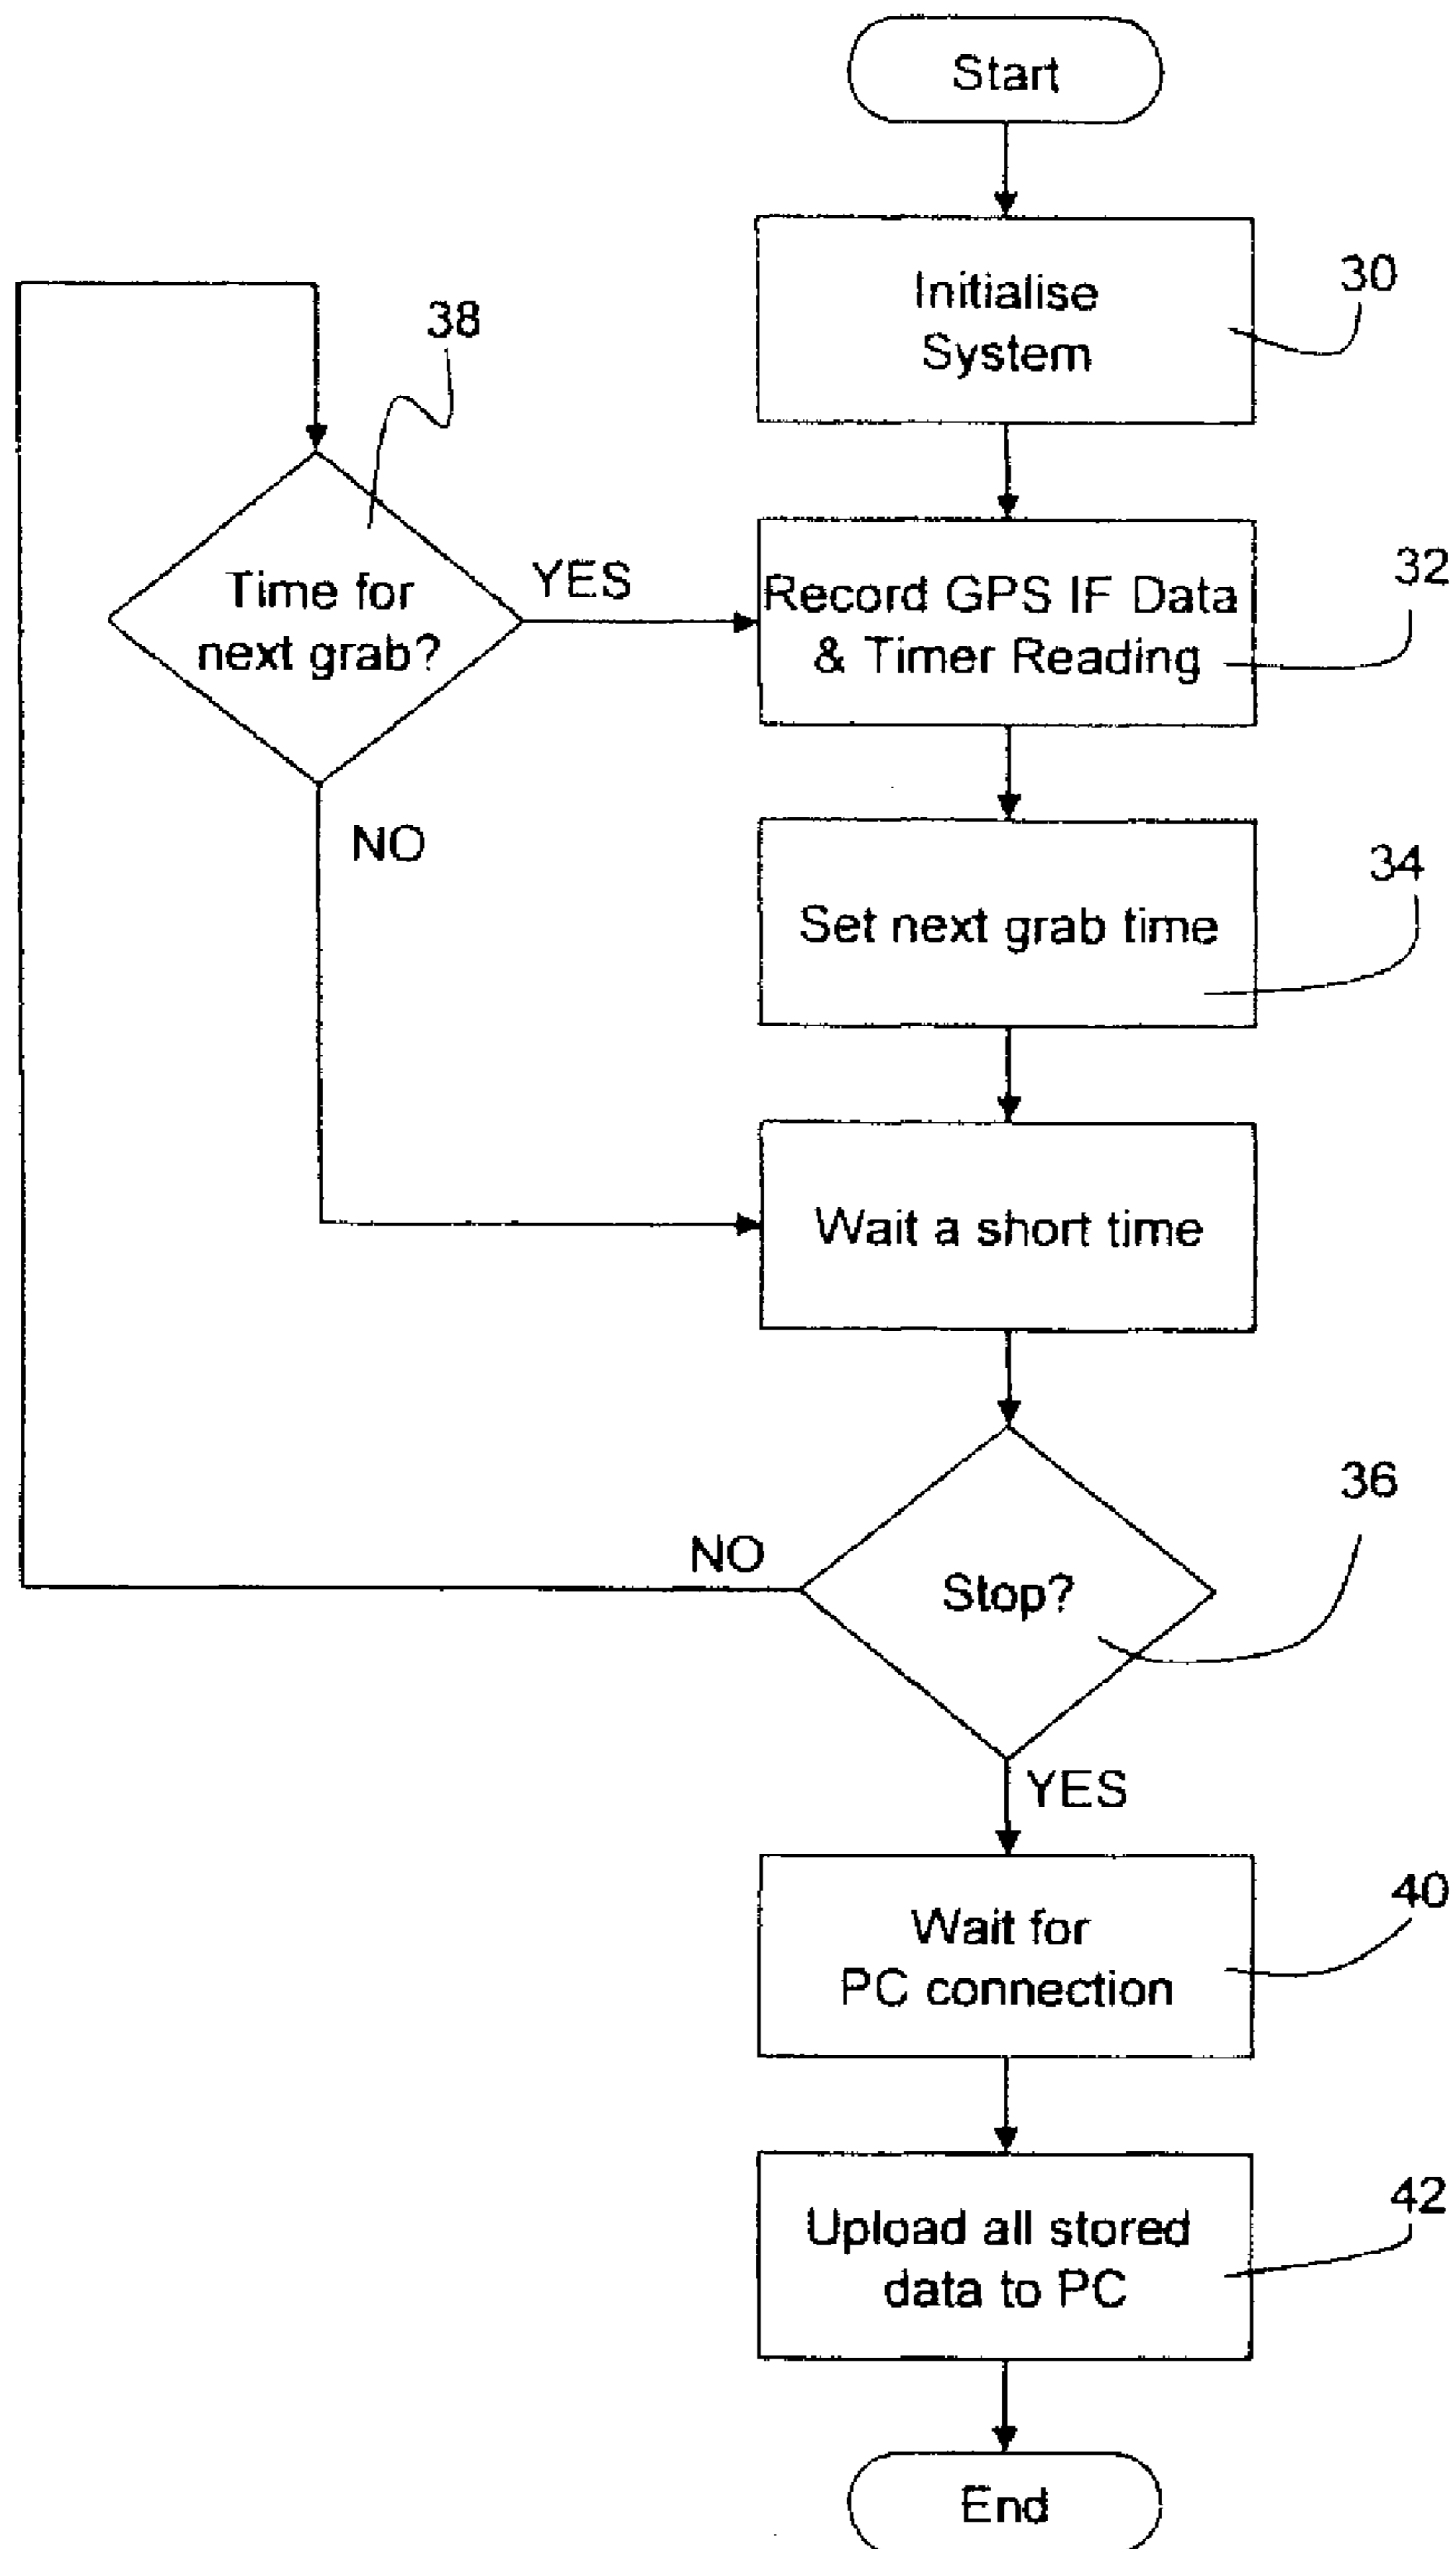 Start
Initialise
System
30
38
Time for
next grab?
YES
Record GPS IF Data
& Timer Reading
32
NO
Set next grab time
34
Wait a short time
Stop?
36
NO
YES
Wait for
PC connection
40
Upload all stored
data to PC
42
End